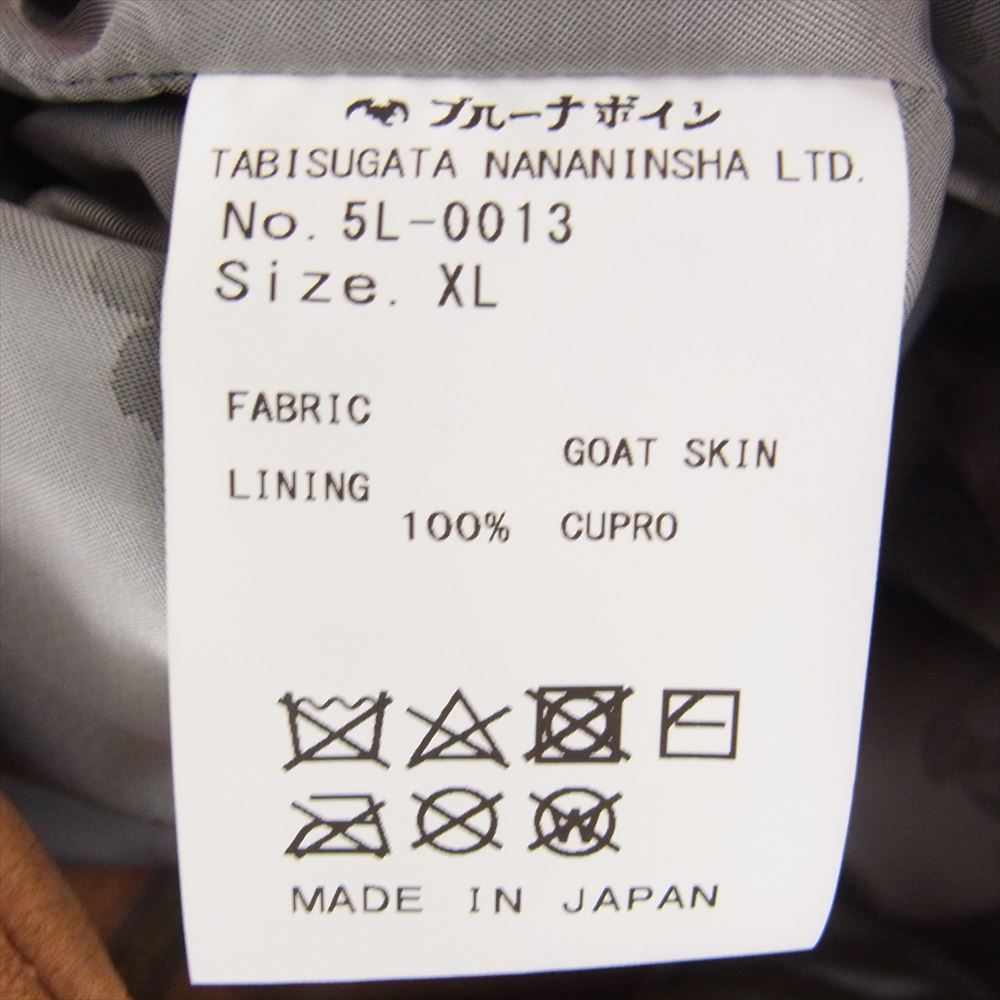 ブルーナボイン
TABISUGATA NANANINSHA LTD.
No. 5L-0013
Size. XL
FABRIC
GOAT SKIN
LINING
100% CUPRO
W
MADE IN JAPAN